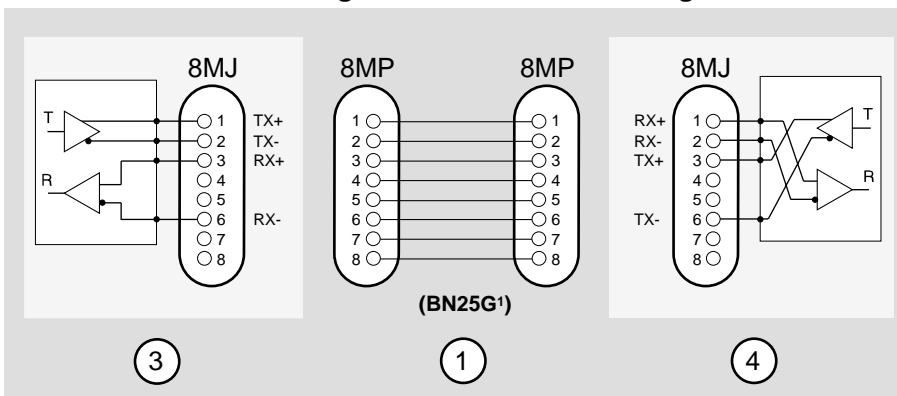 8MJ
8MP
8MP
8MJ
T
R
1 TX+
2 TX-
3 RX+
4
5
6 RX-
7
8
1
2
3
4
5
6
7
8
1
2
3
4
5
6
7
8
RX+ 1
RX- 2
TX+ 3
4
5
TX- 6
7
8
T
R
(BN25G¹)
3
1
4